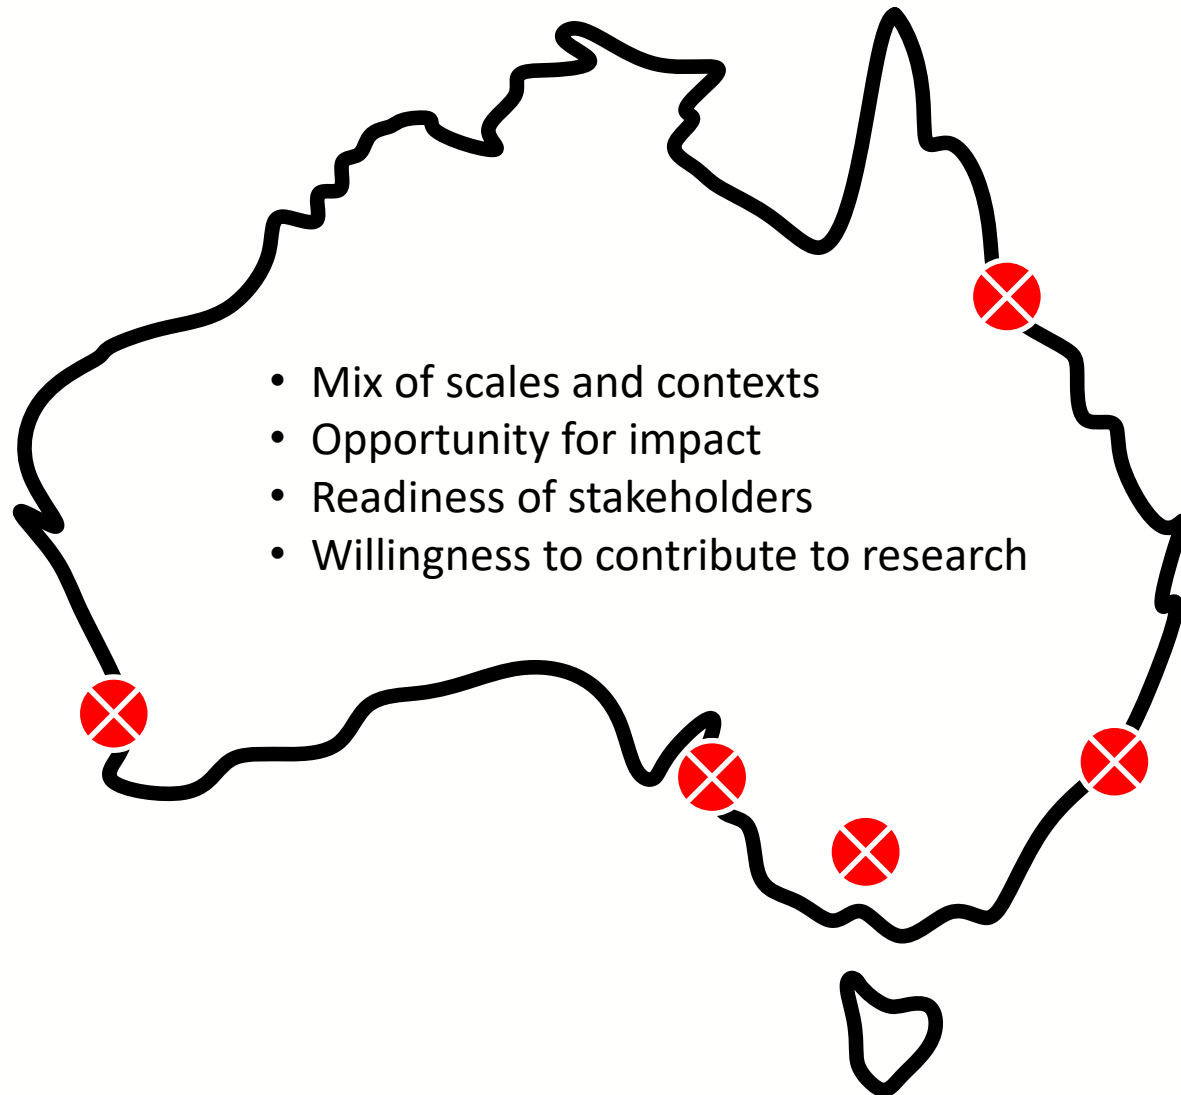 • Mix of scales and contexts
• Opportunity for impact
• Readiness of stakeholders
• Willingness to contribute to research